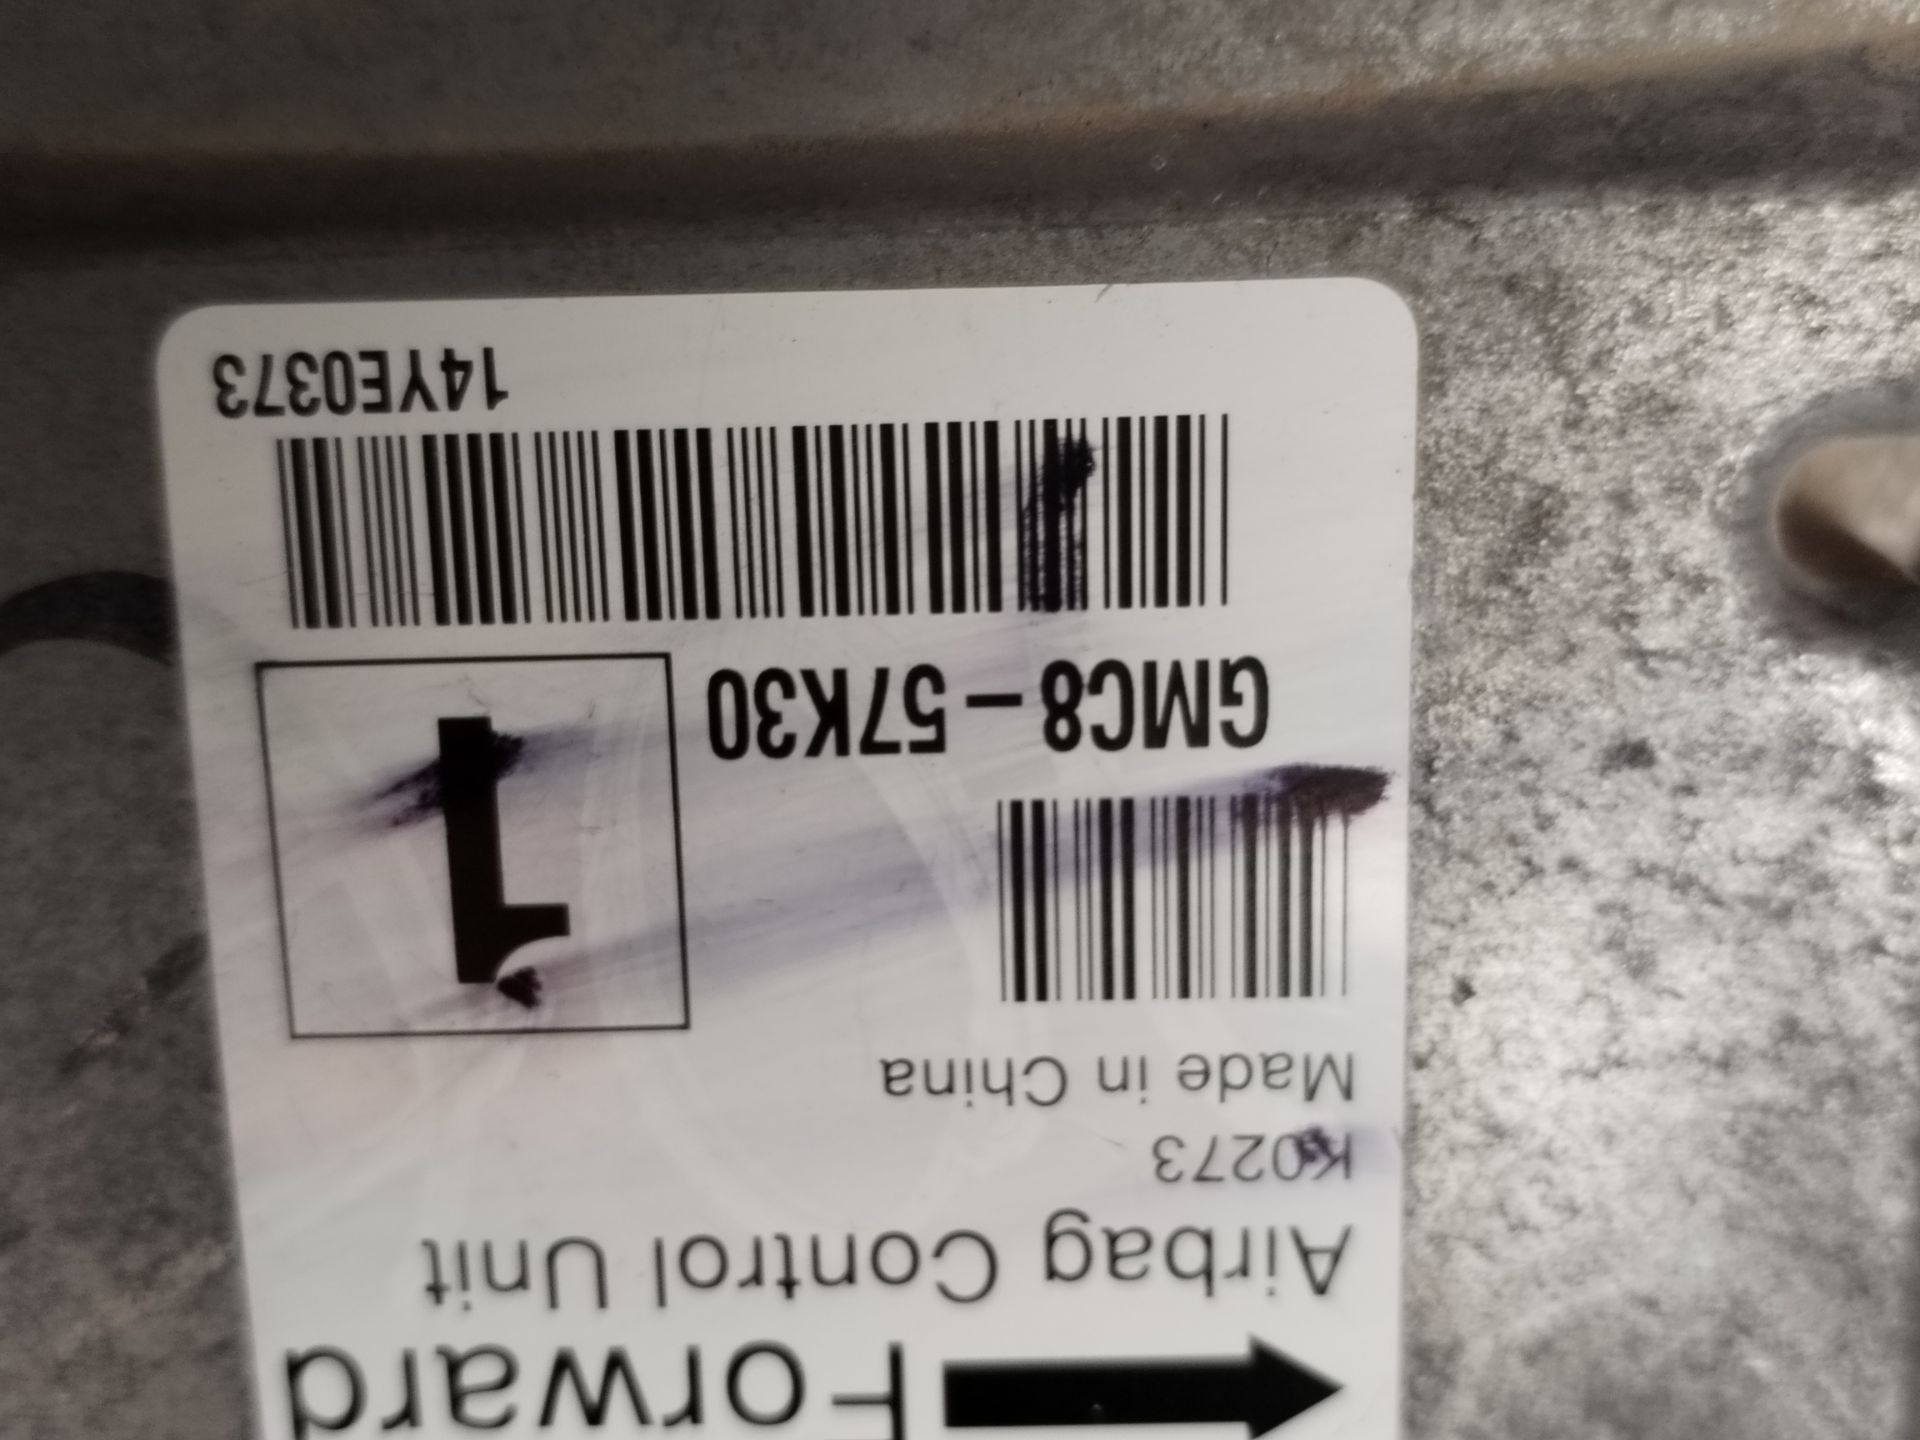 Forward
Airbag Control Unit
K0273
Made in China
GMC8-57K30
1
14YE0373